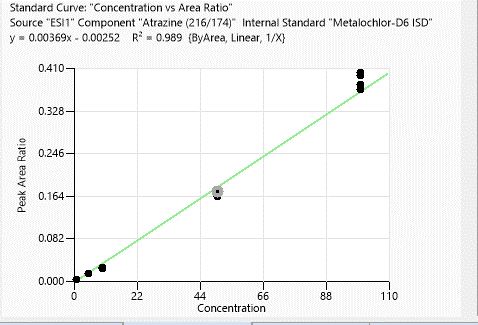 Standard Curve: "Concentration vs Area Ratio"
Source "ESI1" Component "Atrazine (216/174)" Internal Standard "Metalochlor-D6 ISD"
y = 0.00369x - 0.00252 R² = 0.989 {ByArea, Linear, 1/X}
0.410
0.328
0.246
0.164
0.082
0.000
Peak Area Ratio
0 22 44 66 88 110
Concentration